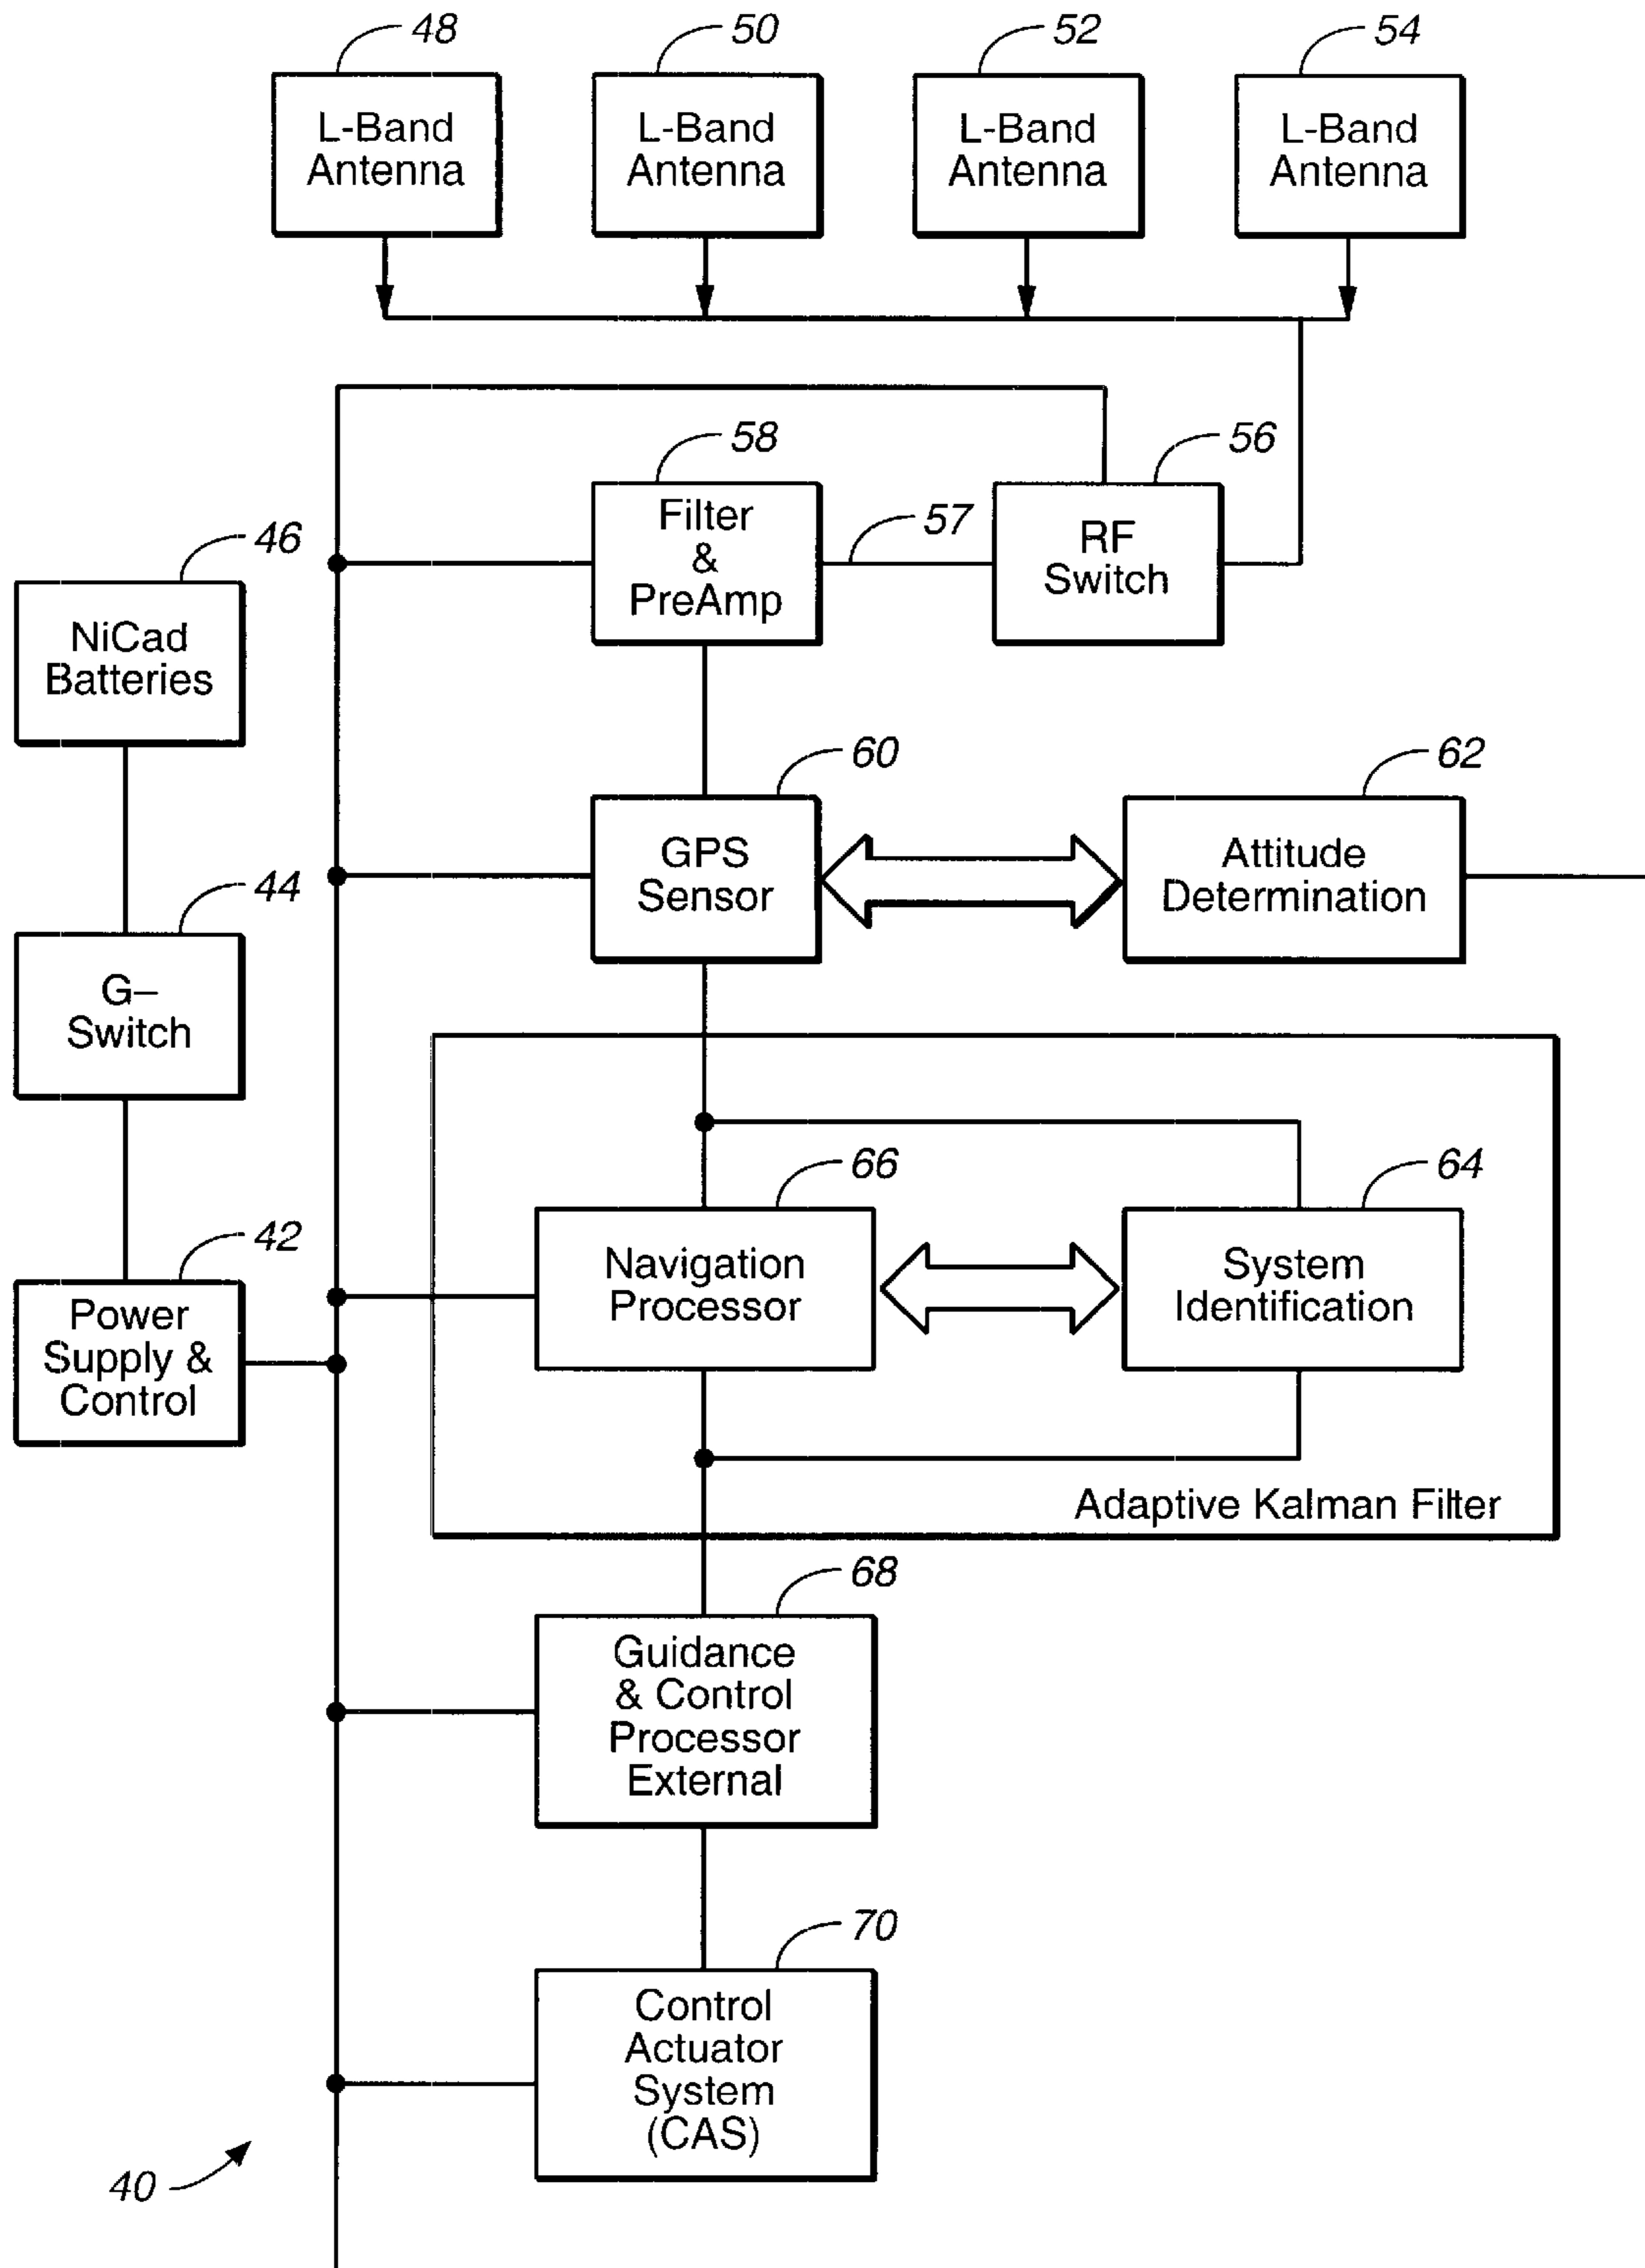 48
50
52
54
L-Band
Antenna
L-Band
Antenna
L-Band
Antenna
L-Band
Antenna
58
56
57
Filter
&
PreAmp
RF
Switch
46
NiCad
Batteries
60
62
GPS
Sensor
Attitude
Determination
44
G–
Switch
66
64
Navigation
Processor
System
Identification
42
Power
Supply &
Control
Adaptive Kalman Filter
68
Guidance
& Control
Processor
External
70
Control
Actuator
System
(CAS)
40